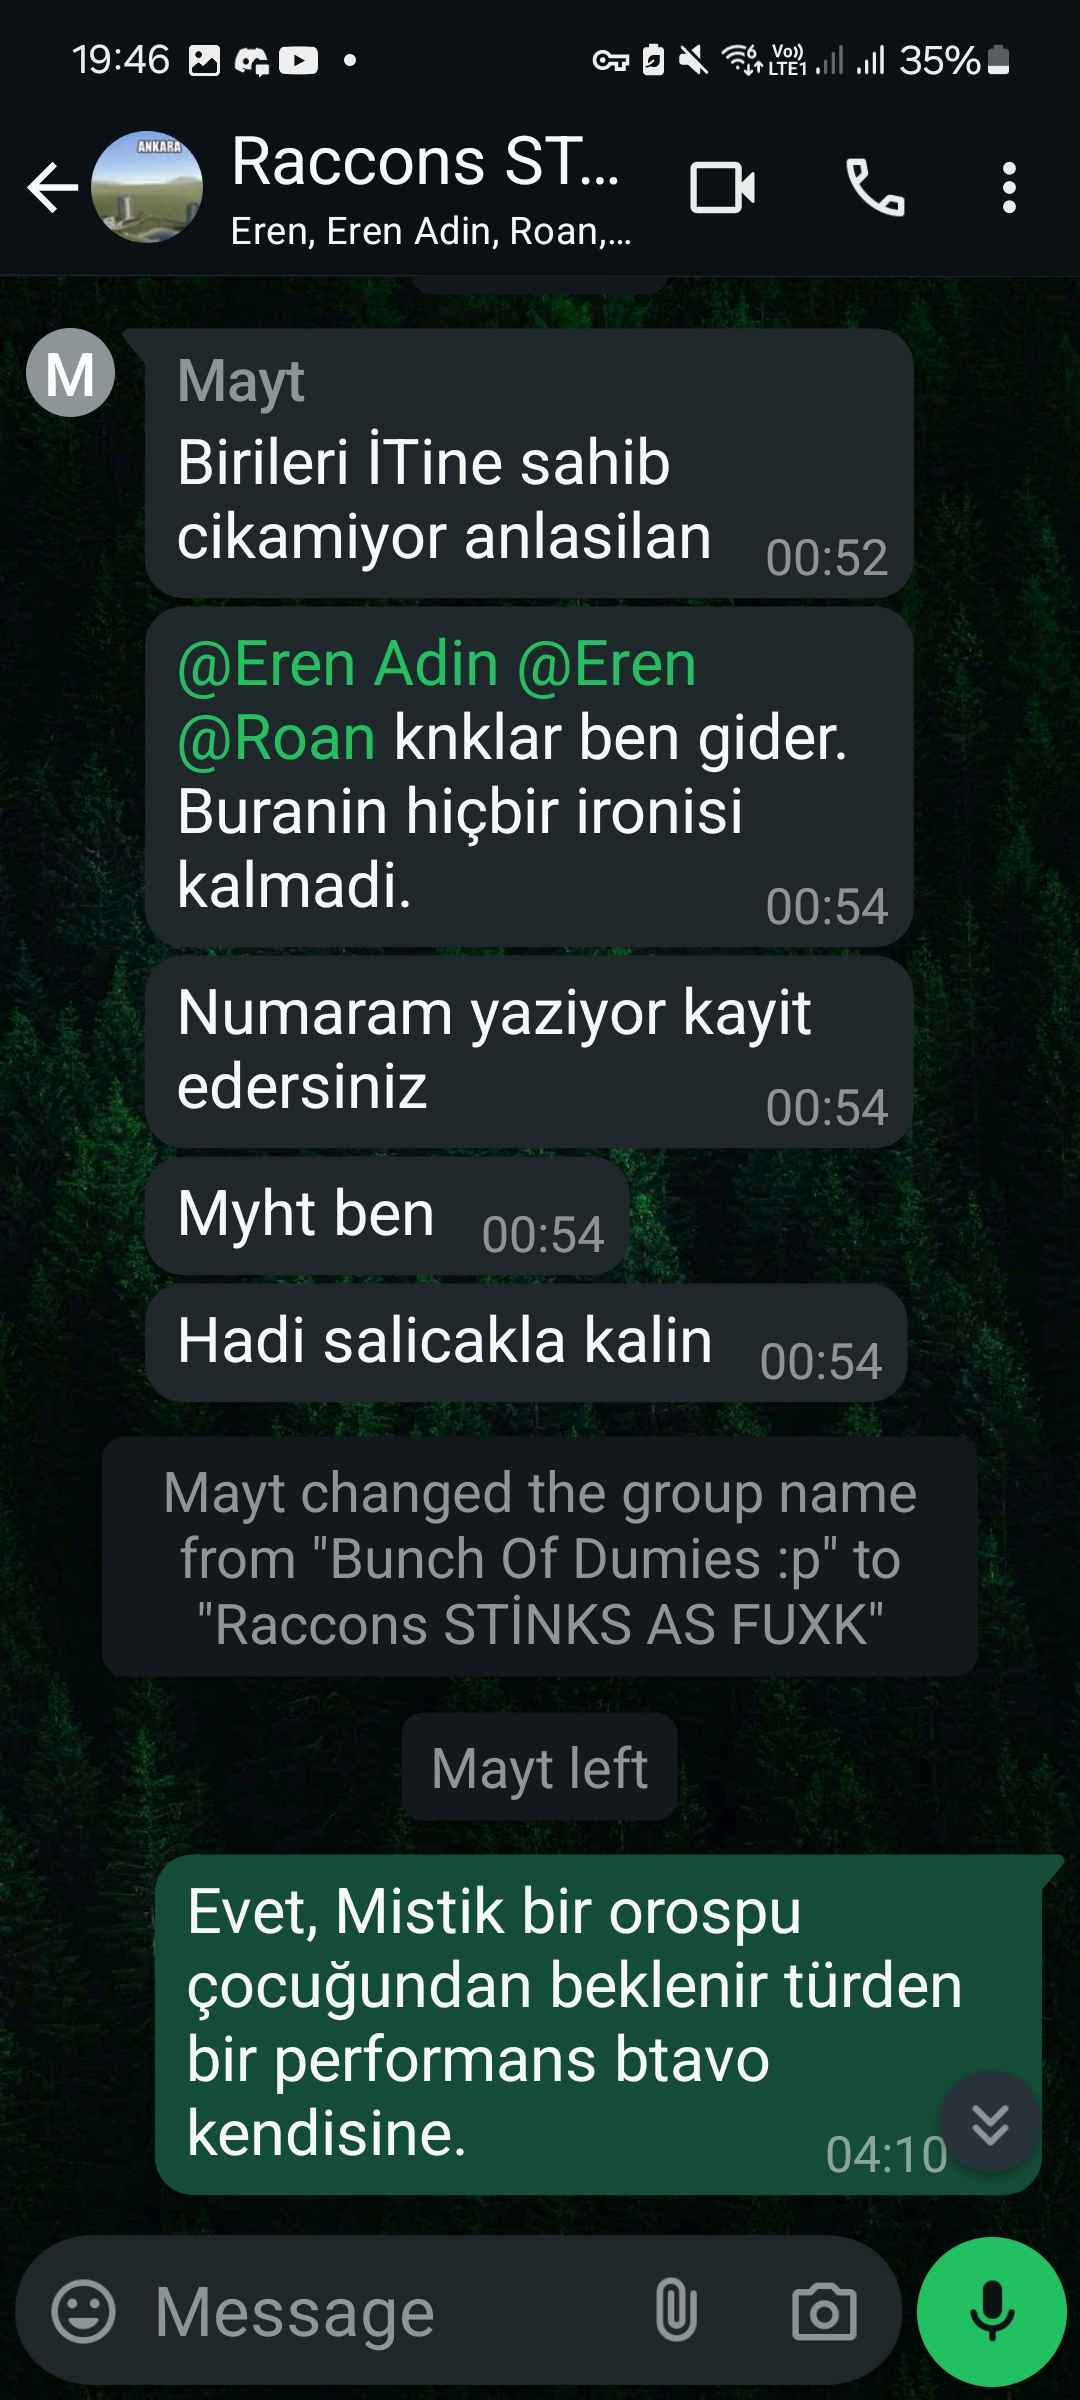 19:46
Vo))
LTE1
35%
ANKARA
Raccons ST...
Eren, Eren Adin, Roan,...
M
Mayt
Birileri İTine sahib
cikamiyor anlasilan 00:52
@Eren Adin @Eren
@Roan knklar ben gider.
Buranin hiçbir ironisi
kalmadi. 00:54
Numaram yaziyor kayit
edersiniz 00:54
Myht ben 00:54
Hadi salicakla kalin 00:54
Mayt changed the group name
from "Bunch Of Dumies :p" to
"Raccons STİNKS AS FUXK"
Mayt left
Evet, Mistik bir orospu
çocuğundan beklenir türden
bir performans btavo
kendisine. 04:10
Message